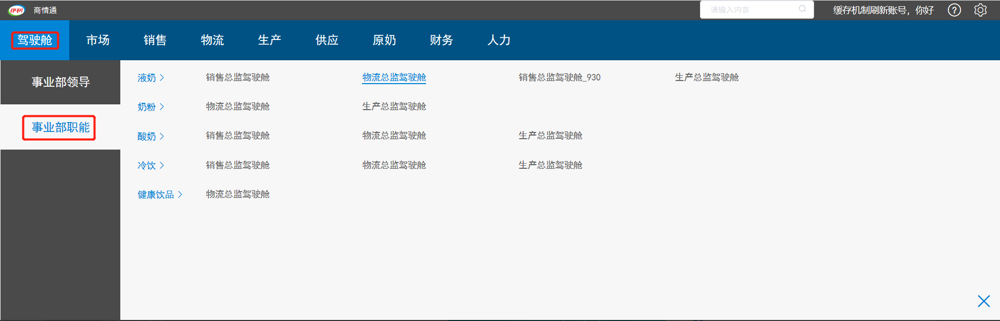 伊利 商情通 请输入内容 缓存机制刷新账号，你好
驾驶舱 市场 销售 物流 生产 供应 原奶 财务 人力
事业部领导
事业部职能
液奶 销售总监驾驶舱 物流总监驾驶舱 销售总监驾驶舱_930 生产总监驾驶舱
奶粉 物流总监驾驶舱 生产总监驾驶舱
酸奶 销售总监驾驶舱 物流总监驾驶舱 生产总监驾驶舱
冷饮 销售总监驾驶舱 物流总监驾驶舱 生产总监驾驶舱
健康饮品 物流总监驾驶舱